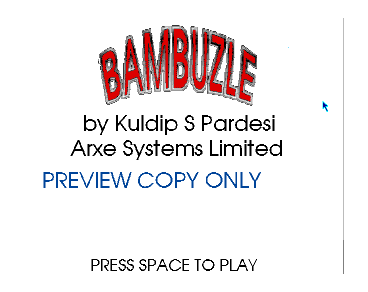 BAMBUZLE
by Kuldip S Pardesi
Arxe Systems Limited
PREVIEW COPY ONLY
PRESS SPACE TO PLAY